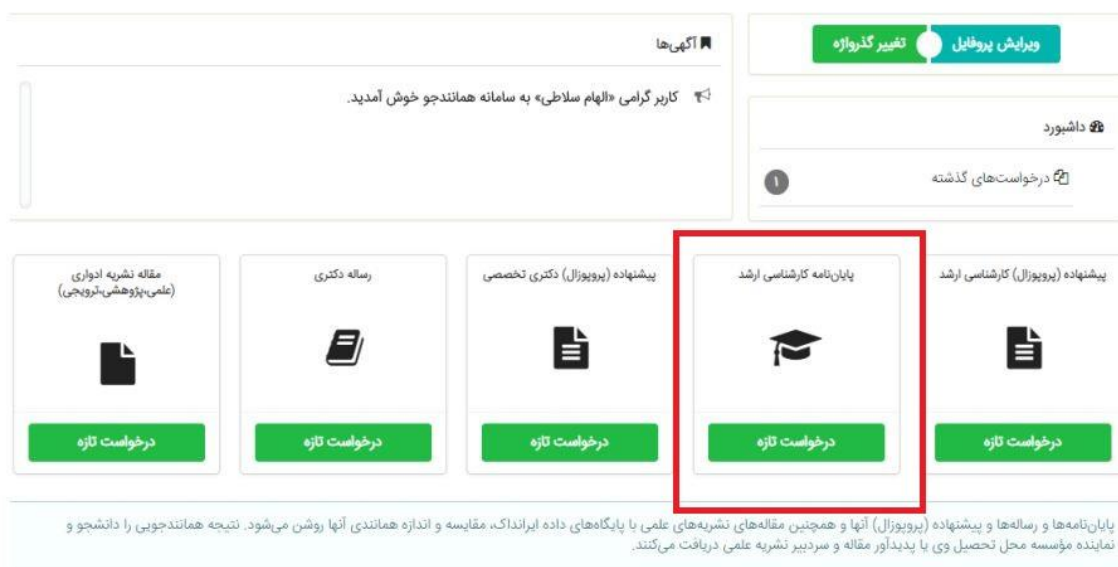 ویرایش پروفایل
تغییر گذرواژه
آگهی‌ها
کاربر گرامی «الهام سلاطی» به سامانه همانندجو خوش آمدید.
داشبورد
درخواست‌های گذشته
۱
پیشنهاده (پروپوزال) کارشناسی ارشد
درخواست تازه
پایان‌نامه کارشناسی ارشد
درخواست تازه
پیشنهاده (پروپوزال) دکتری تخصصی
درخواست تازه
رساله دکتری
درخواست تازه
مقاله نشریه ادواری
(علمی،پژوهشی،ترویجی)
درخواست تازه
پایان‌نامه‌ها و رساله‌ها و پیشنهاده (پروپوزال) آنها و همچنین مقاله‌های نشریه‌های علمی با پایگاه‌های داده ایرانداک، مقایسه و اندازه همانندی آنها روشن می‌شود. نتیجه همانندجویی را دانشجو و
نماینده مؤسسه محل تحصیل وی یا پدیدآور مقاله و سردبیر نشریه علمی دریافت می‌کنند.